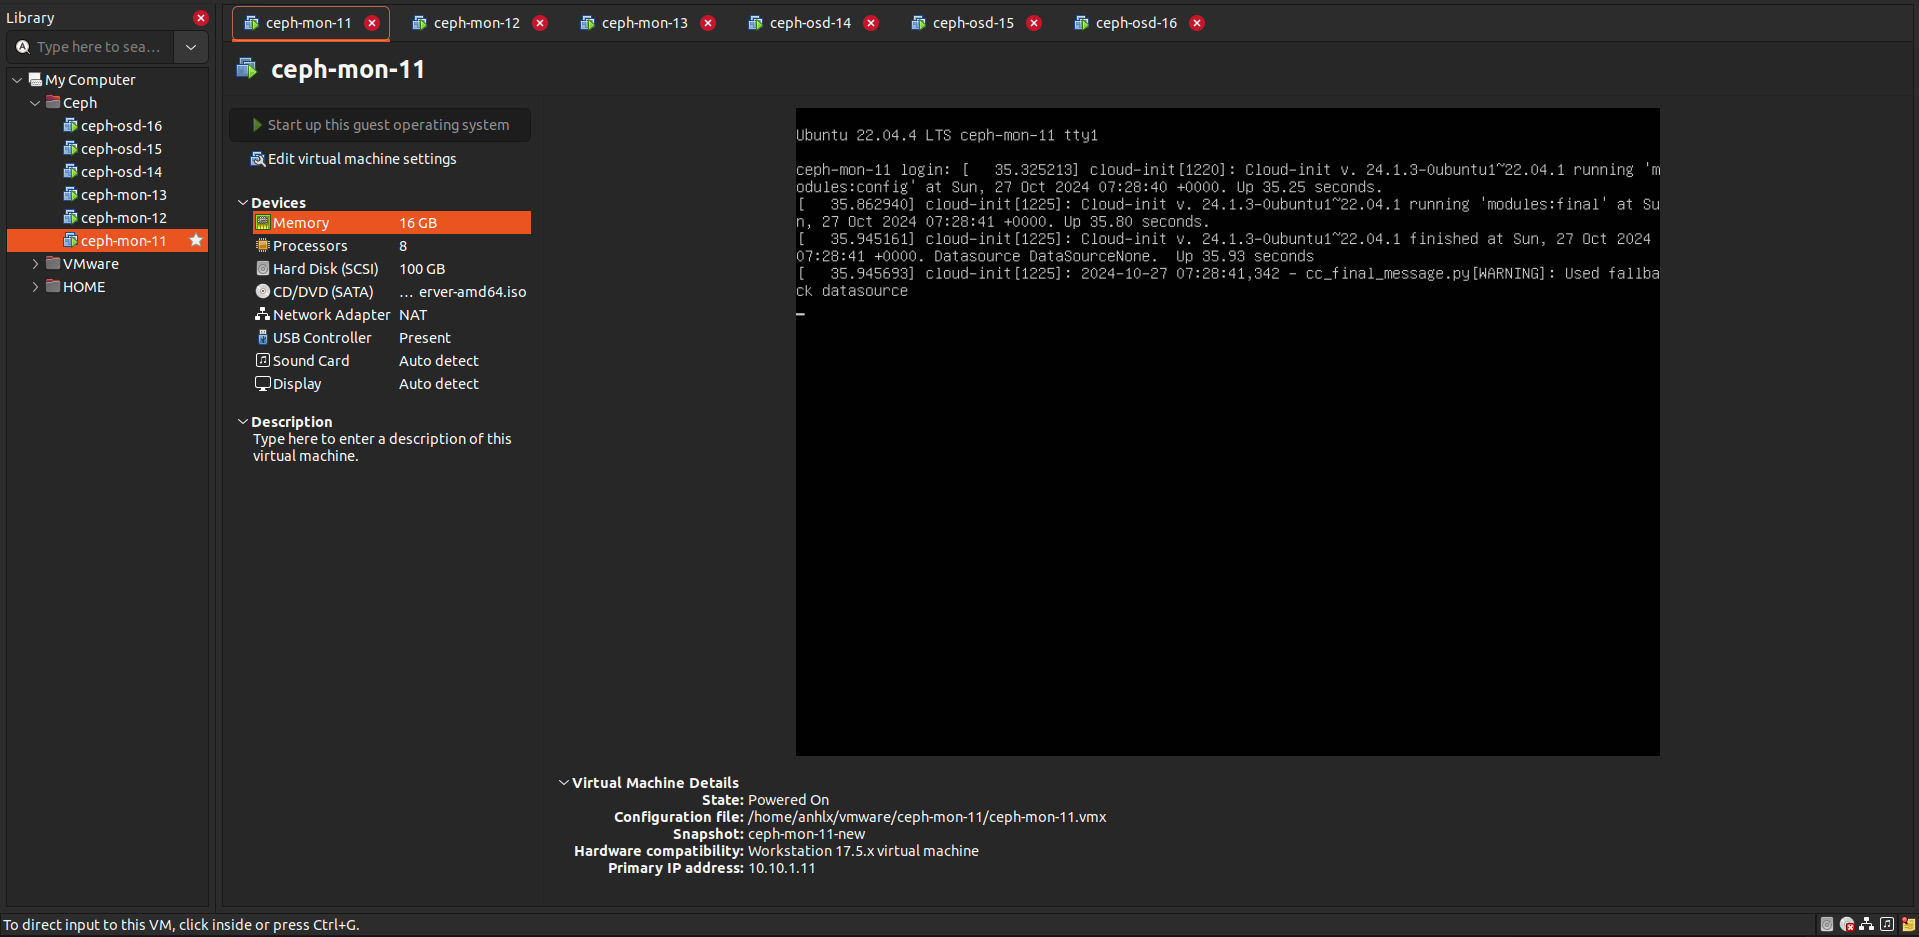 Library
Type here to sea...
My Computer
Ceph
ceph-osd-16
ceph-osd-15
ceph-osd-14
ceph-mon-13
ceph-mon-12
ceph-mon-11
VMware
HOME
ceph-mon-11
ceph-mon-12
ceph-mon-13
ceph-osd-14
ceph-osd-15
ceph-osd-16
ceph-mon-11
Start up this guest operating system
Edit virtual machine settings
Devices
Memory 16 GB
Processors 8
Hard Disk (SCSI) 100 GB
CD/DVD (SATA) ... erver-amd64.iso
Network Adapter NAT
USB Controller Present
Sound Card Auto detect
Display Auto detect
Description
Type here to enter a description of this
virtual machine.
Ubuntu 22.04.4 LTS ceph-mon-11 tty1
ceph-mon-11 login: [   35.325213] cloud-init[1220]: Cloud-init v. 24.1.3-0ubuntu1~22.04.1 running 'm
odules:config' at Sun, 27 Oct 2024 07:28:40 +0000. Up 35.25 seconds.
[   35.862940] cloud-init[1225]: Cloud-init v. 24.1.3-0ubuntu1~22.04.1 running 'modules:final' at Su
n, 27 Oct 2024 07:28:41 +0000. Up 35.80 seconds.
[   35.945161] cloud-init[1225]: Cloud-init v. 24.1.3-0ubuntu1~22.04.1 finished at Sun, 27 Oct 2024
07:28:41 +0000. Datasource DataSourceNone.  Up 35.93 seconds
[   35.945693] cloud-init[1225]: 2024-10-27 07:28:41,342 - cc_final_message.py[WARNING]: Used fallba
ck datasource
Virtual Machine Details
State: Powered On
Configuration file: /home/anhlx/vmware/ceph-mon-11/ceph-mon-11.vmx
Snapshot: ceph-mon-11-new
Hardware compatibility: Workstation 17.5.x virtual machine
Primary IP address: 10.10.1.11
To direct input to this VM, click inside or press Ctrl+G.